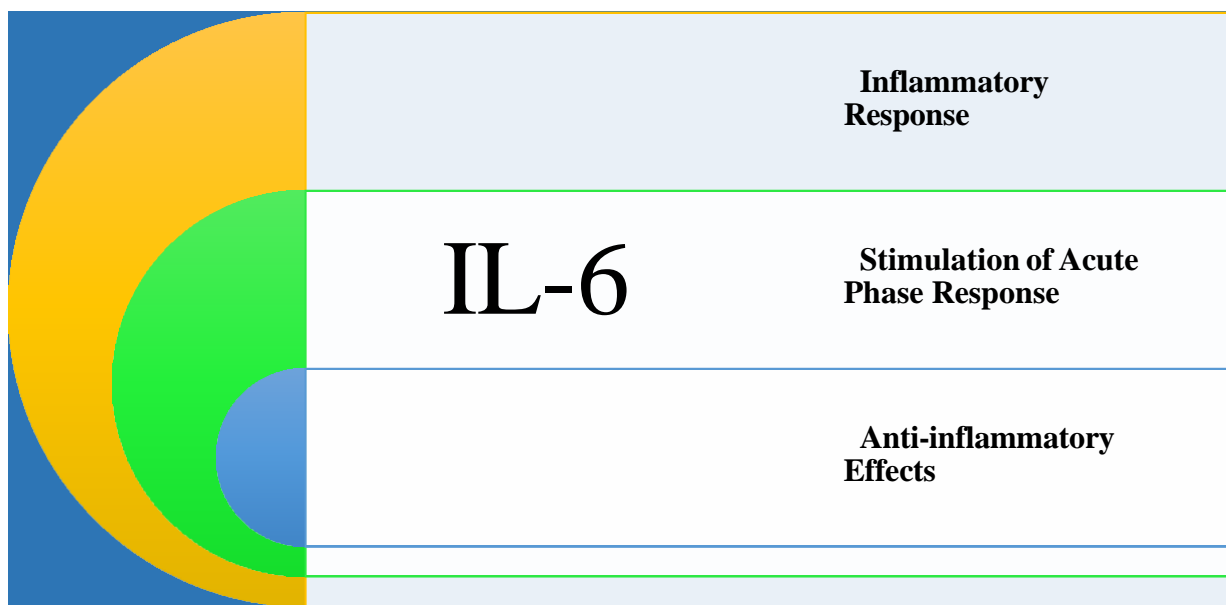 Inflammatory
Response
IL-6
Stimulation of Acute
Phase Response
Anti-inflammatory
Effects